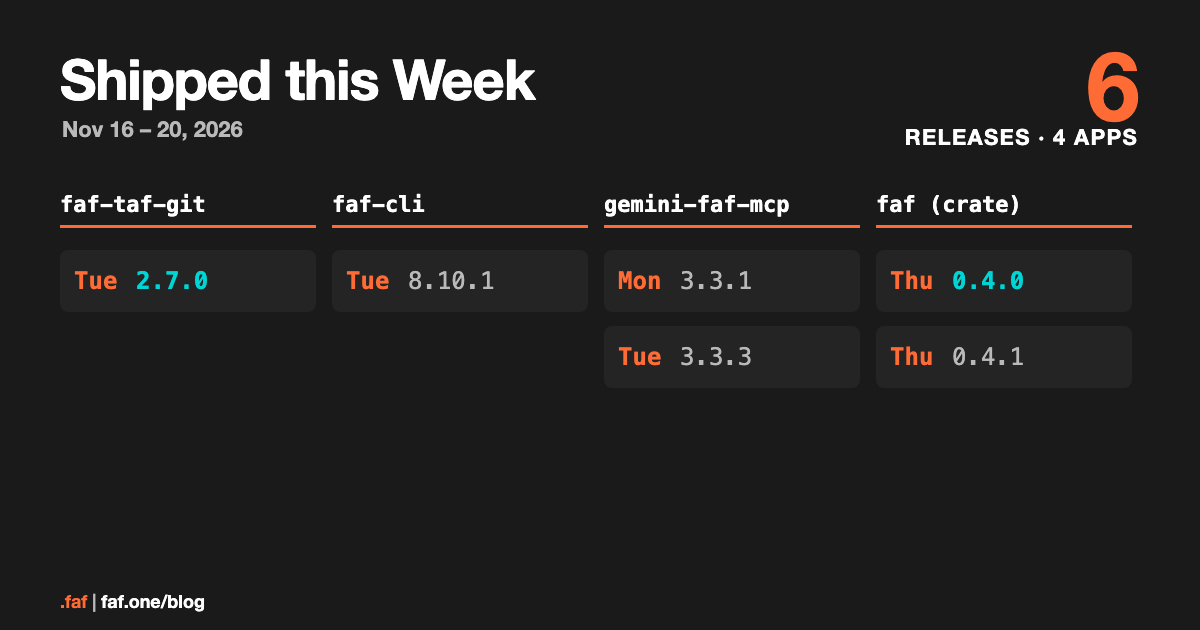 Shipped this Week
Nov 16 – 20, 2026
6
RELEASES · 4 APPS
faf-taf-git
Tue 2.7.0
faf-cli
Tue 8.10.1
gemini-faf-mcp
Mon 3.3.1
Tue 3.3.3
faf (crate)
Thu 0.4.0
Thu 0.4.1
.faf | faf.one/blog